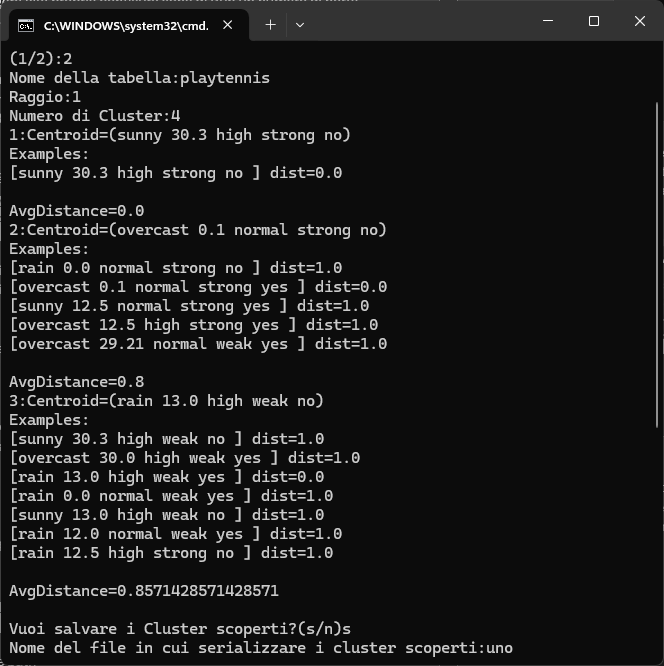 C:\WINDOWS\system32\cmd.
(1/2):2
Nome della tabella:playtennis
Raggio:1
Numero di Cluster:4
1:Centroid=(sunny 30.3 high strong no)
Examples:
[sunny 30.3 high strong no ] dist=0.0
AvgDistance=0.0
2:Centroid=(overcast 0.1 normal strong no)
Examples:
[rain 0.0 normal strong no ] dist=1.0
[overcast 0.1 normal strong yes ] dist=0.0
[sunny 12.5 normal strong yes ] dist=1.0
[overcast 12.5 high strong yes ] dist=1.0
[overcast 29.21 normal weak yes ] dist=1.0
AvgDistance=0.8
3:Centroid=(rain 13.0 high weak no)
Examples:
[sunny 30.3 high weak no ] dist=1.0
[overcast 30.0 high weak yes ] dist=1.0
[rain 13.0 high weak yes ] dist=0.0
[rain 0.0 normal weak yes ] dist=1.0
[sunny 13.0 high weak no ] dist=1.0
[rain 12.0 normal weak yes ] dist=1.0
[rain 12.5 high strong no ] dist=1.0
AvgDistance=0.8571428571428571
Vuoi salvare i Cluster scoperti?(s/n)s
Nome del file in cui serializzare i cluster scoperti:uno